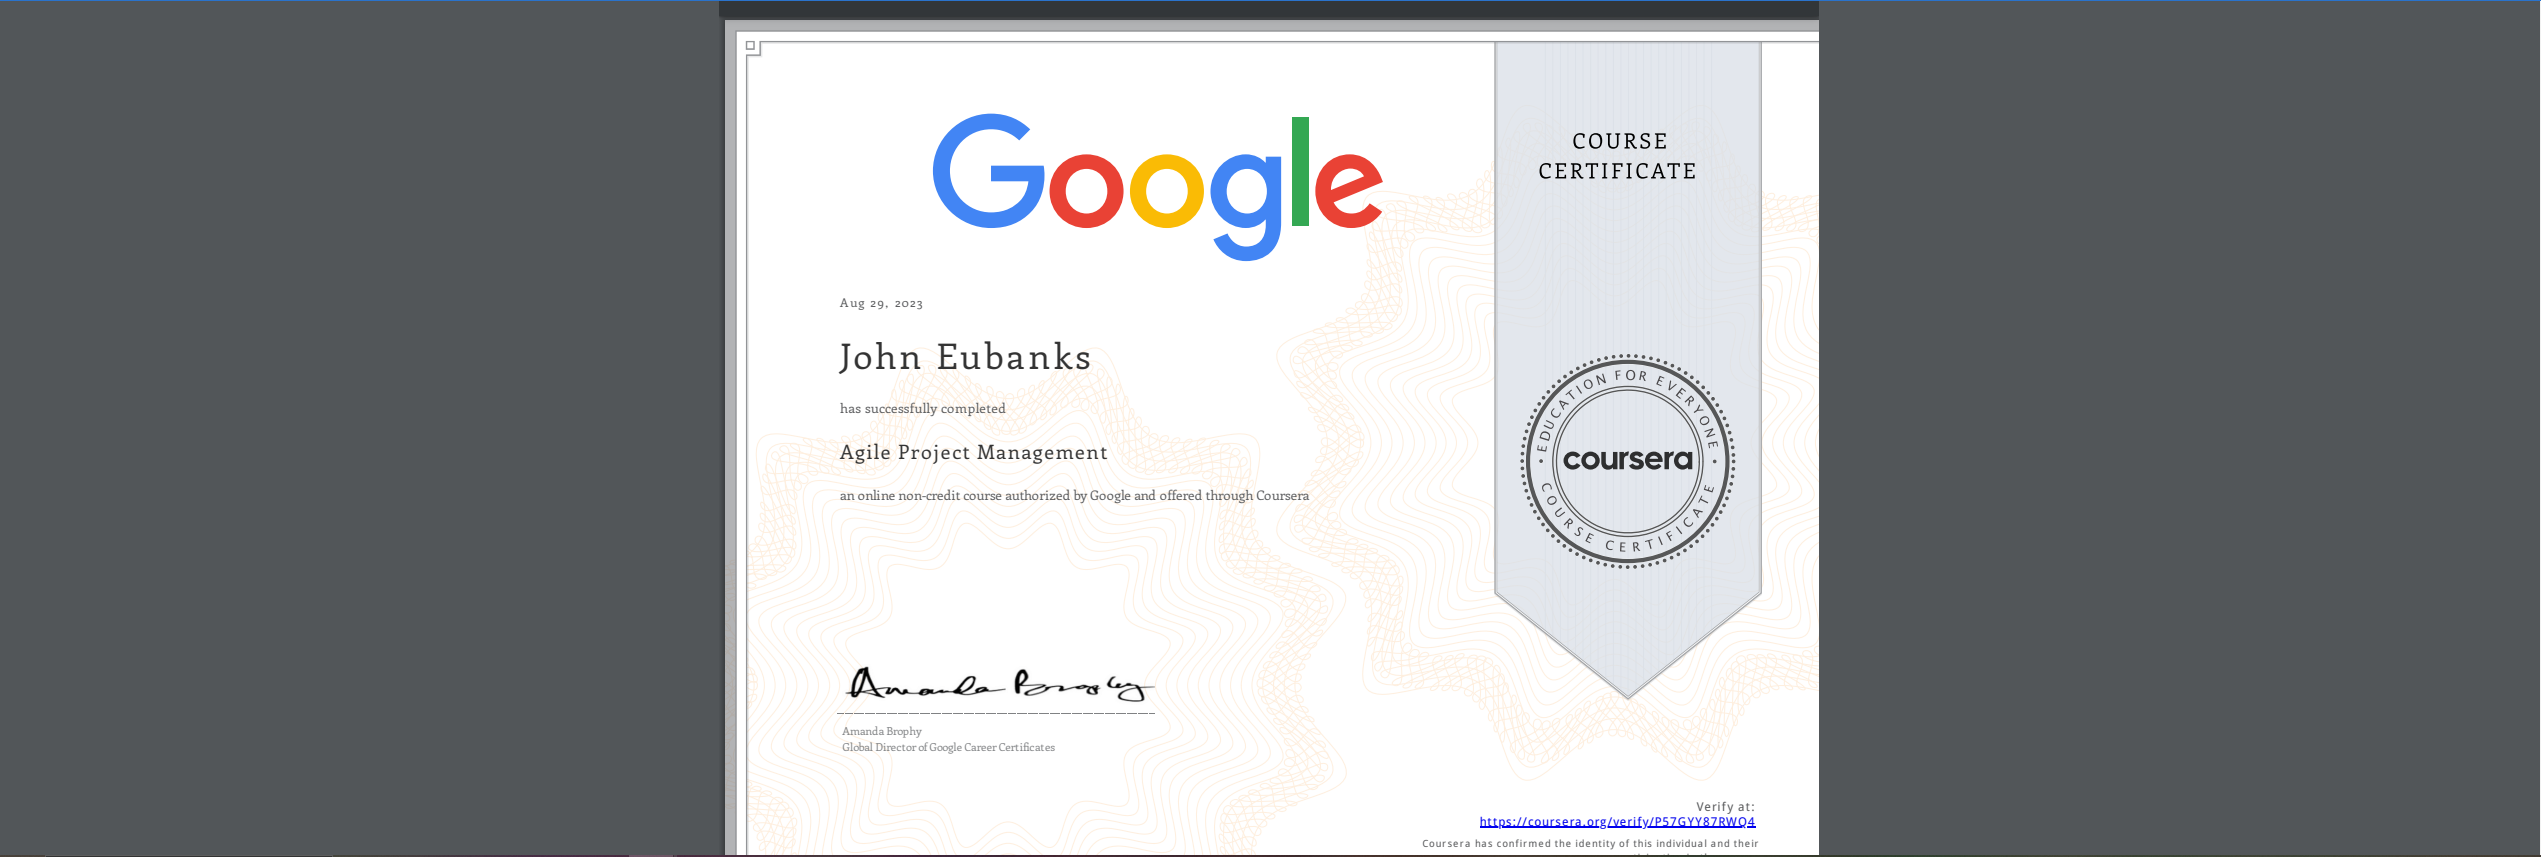 Google
COURSE
CERTIFICATE
Aug 29, 2023
John Eubanks
has successfully completed
Agile Project Management
an online non-credit course authorized by Google and offered through Coursera
EDUCATION FOR EVERYONE
coursera
COURSE CERTIFICATE
Amanda Brophy
Amanda Brophy
Global Director of Google Career Certificates
Verify at:
https://coursera.org/verify/P57GYY87RWQ4
Coursera has confirmed the identity of this individual and their